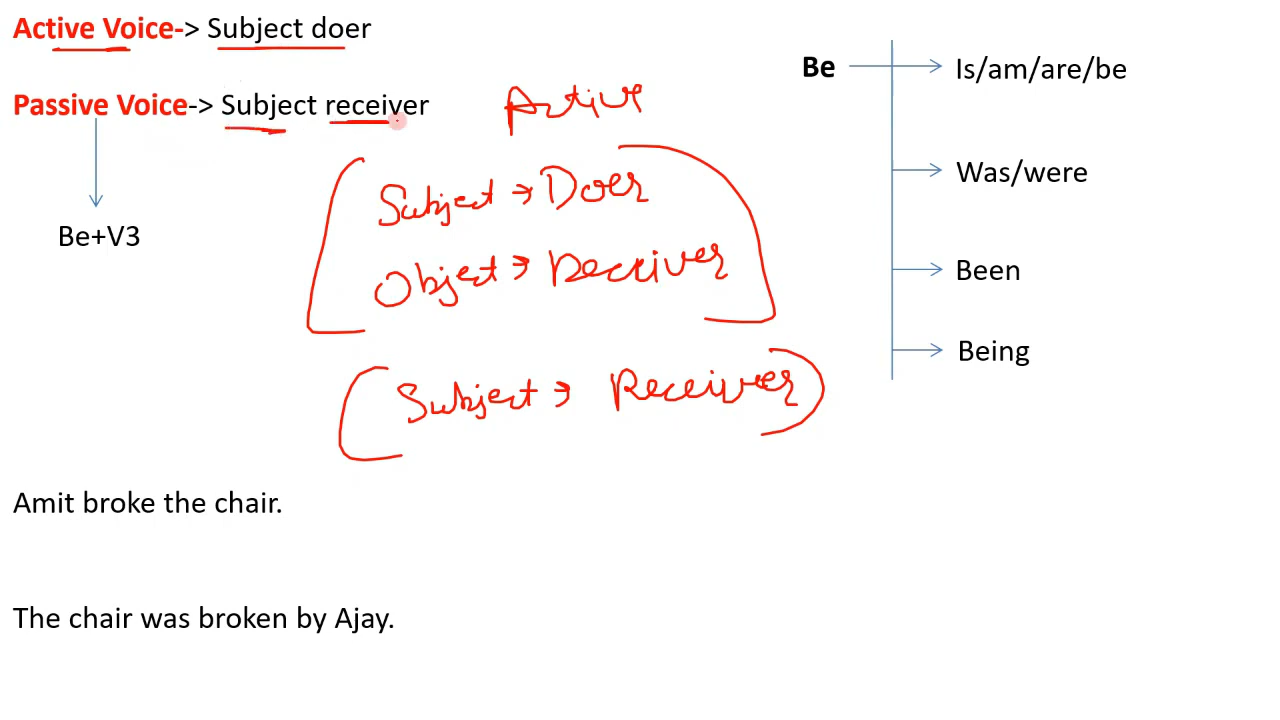 Active Voice-> Subject doer
Passive Voice-> Subject receiver
Be+V3
Active
Subject → Doer
Object → Receiver
Subject → Receiver
Be
Is/am/are/be
Was/were
Been
Being
Amit broke the chair.
The chair was broken by Ajay.